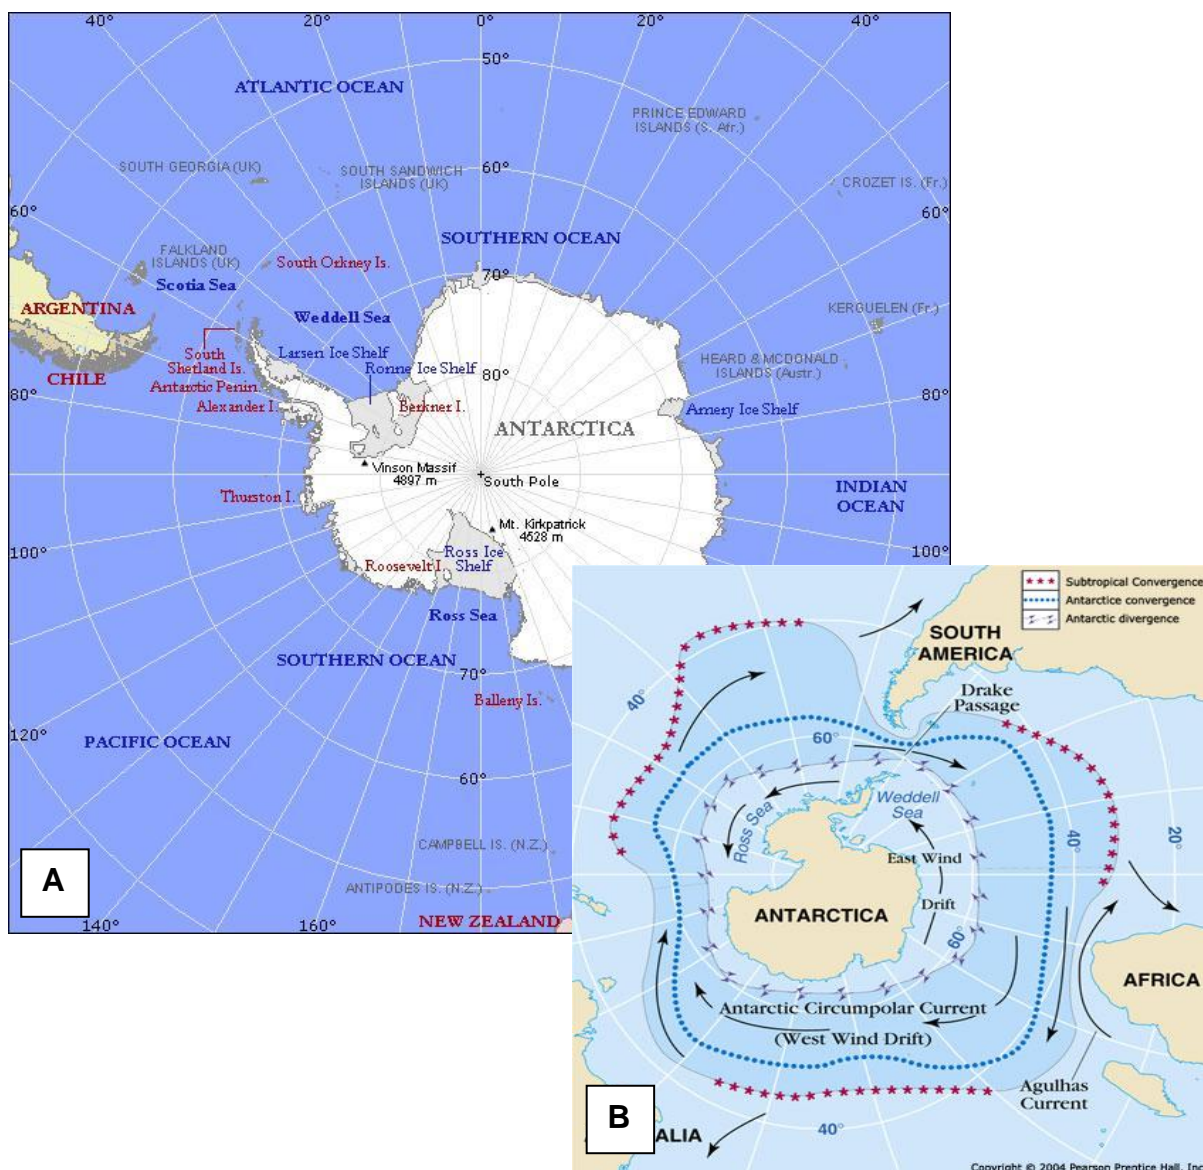 40°
20°
0°
20°
40°
50°
ATLANTIC OCEAN
PRINCE EDWARD
ISLANDS (S. Afr.)
SOUTH GEORGIA (UK)
SOUTH SANDWICH
ISLANDS (UK)
60°
CROZET IS. (Fr.)
60°
60°
FALKLAND
ISLANDS (UK)
SOUTHERN OCEAN
South Orkney Is.
70°
Scotia Sea
ARGENTINA
Weddell Sea
KERGUELEN (Fr.)
South
Shetland Is.
Larsen Ice Shelf
Ronne Ice Shelf
HEARD & MCDONALD
ISLANDS (Austr.)
CHILE
Antarctic Penin.
80°
80°
80°
Alexander I.
Berkner I.
Amery Ice Shelf
ANTARCTICA
Vinson Massif
4897 m
South Pole
INDIAN
OCEAN
Thurston I.
Mt. Kirkpatrick
4528 m
100°
Ross Ice
Shelf
100°
Roosevelt I.
Ross Sea
SOUTHERN OCEAN
70°
Balleny Is.
120°
PACIFIC OCEAN
60°
CAMPBELL IS. (N.Z.)
A
ANTIPODES IS. (N.Z.)
NEW ZEALAND
140°
160°
Subtropical Convergence
Antarctice convergence
Antarctic divergence
SOUTH
AMERICA
Drake
Passage
40°
60°
Weddell
Sea
Ross Sea
40°
20°
East Wind
Drift
ANTARCTICA
60°
AFRICA
Antarctic Circumpolar Current
(West Wind Drift)
Agulhas
Current
B
A
ALIA
40°
Copyright © 2004 Pearson Prentice Hall, Inc